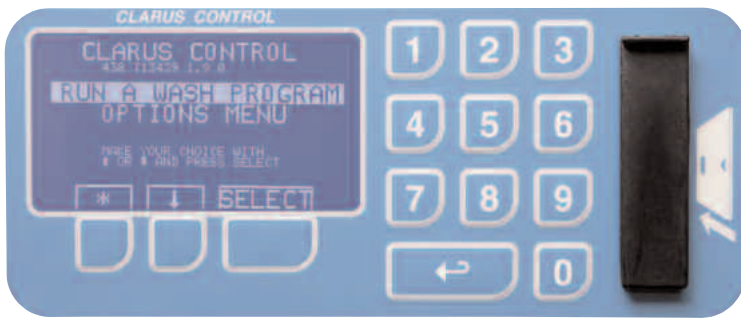 CLARUS CONTROL
CLARUS CONTROL
RUN A WASH PROGRAM
OPTIONS MENU
MAKE YOUR CHOICE WITH
OR AND PRESS SELECT
* ↓ SELECT
1 2 3
4 5 6
7 8 9
0